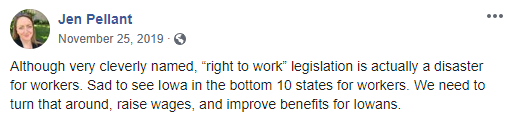 Jen Pellant
November 25, 2019 ·
Although very cleverly named, “right to work” legislation is actually a disaster
for workers. Sad to see Iowa in the bottom 10 states for workers. We need to
turn that around, raise wages, and improve benefits for Iowans.